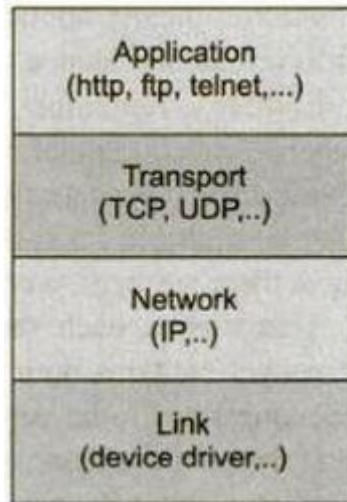 Application
(http, ftp, telnet,...)
Transport
(TCP, UDP,..)
Network
(IP,..)
Link
(device driver,..)